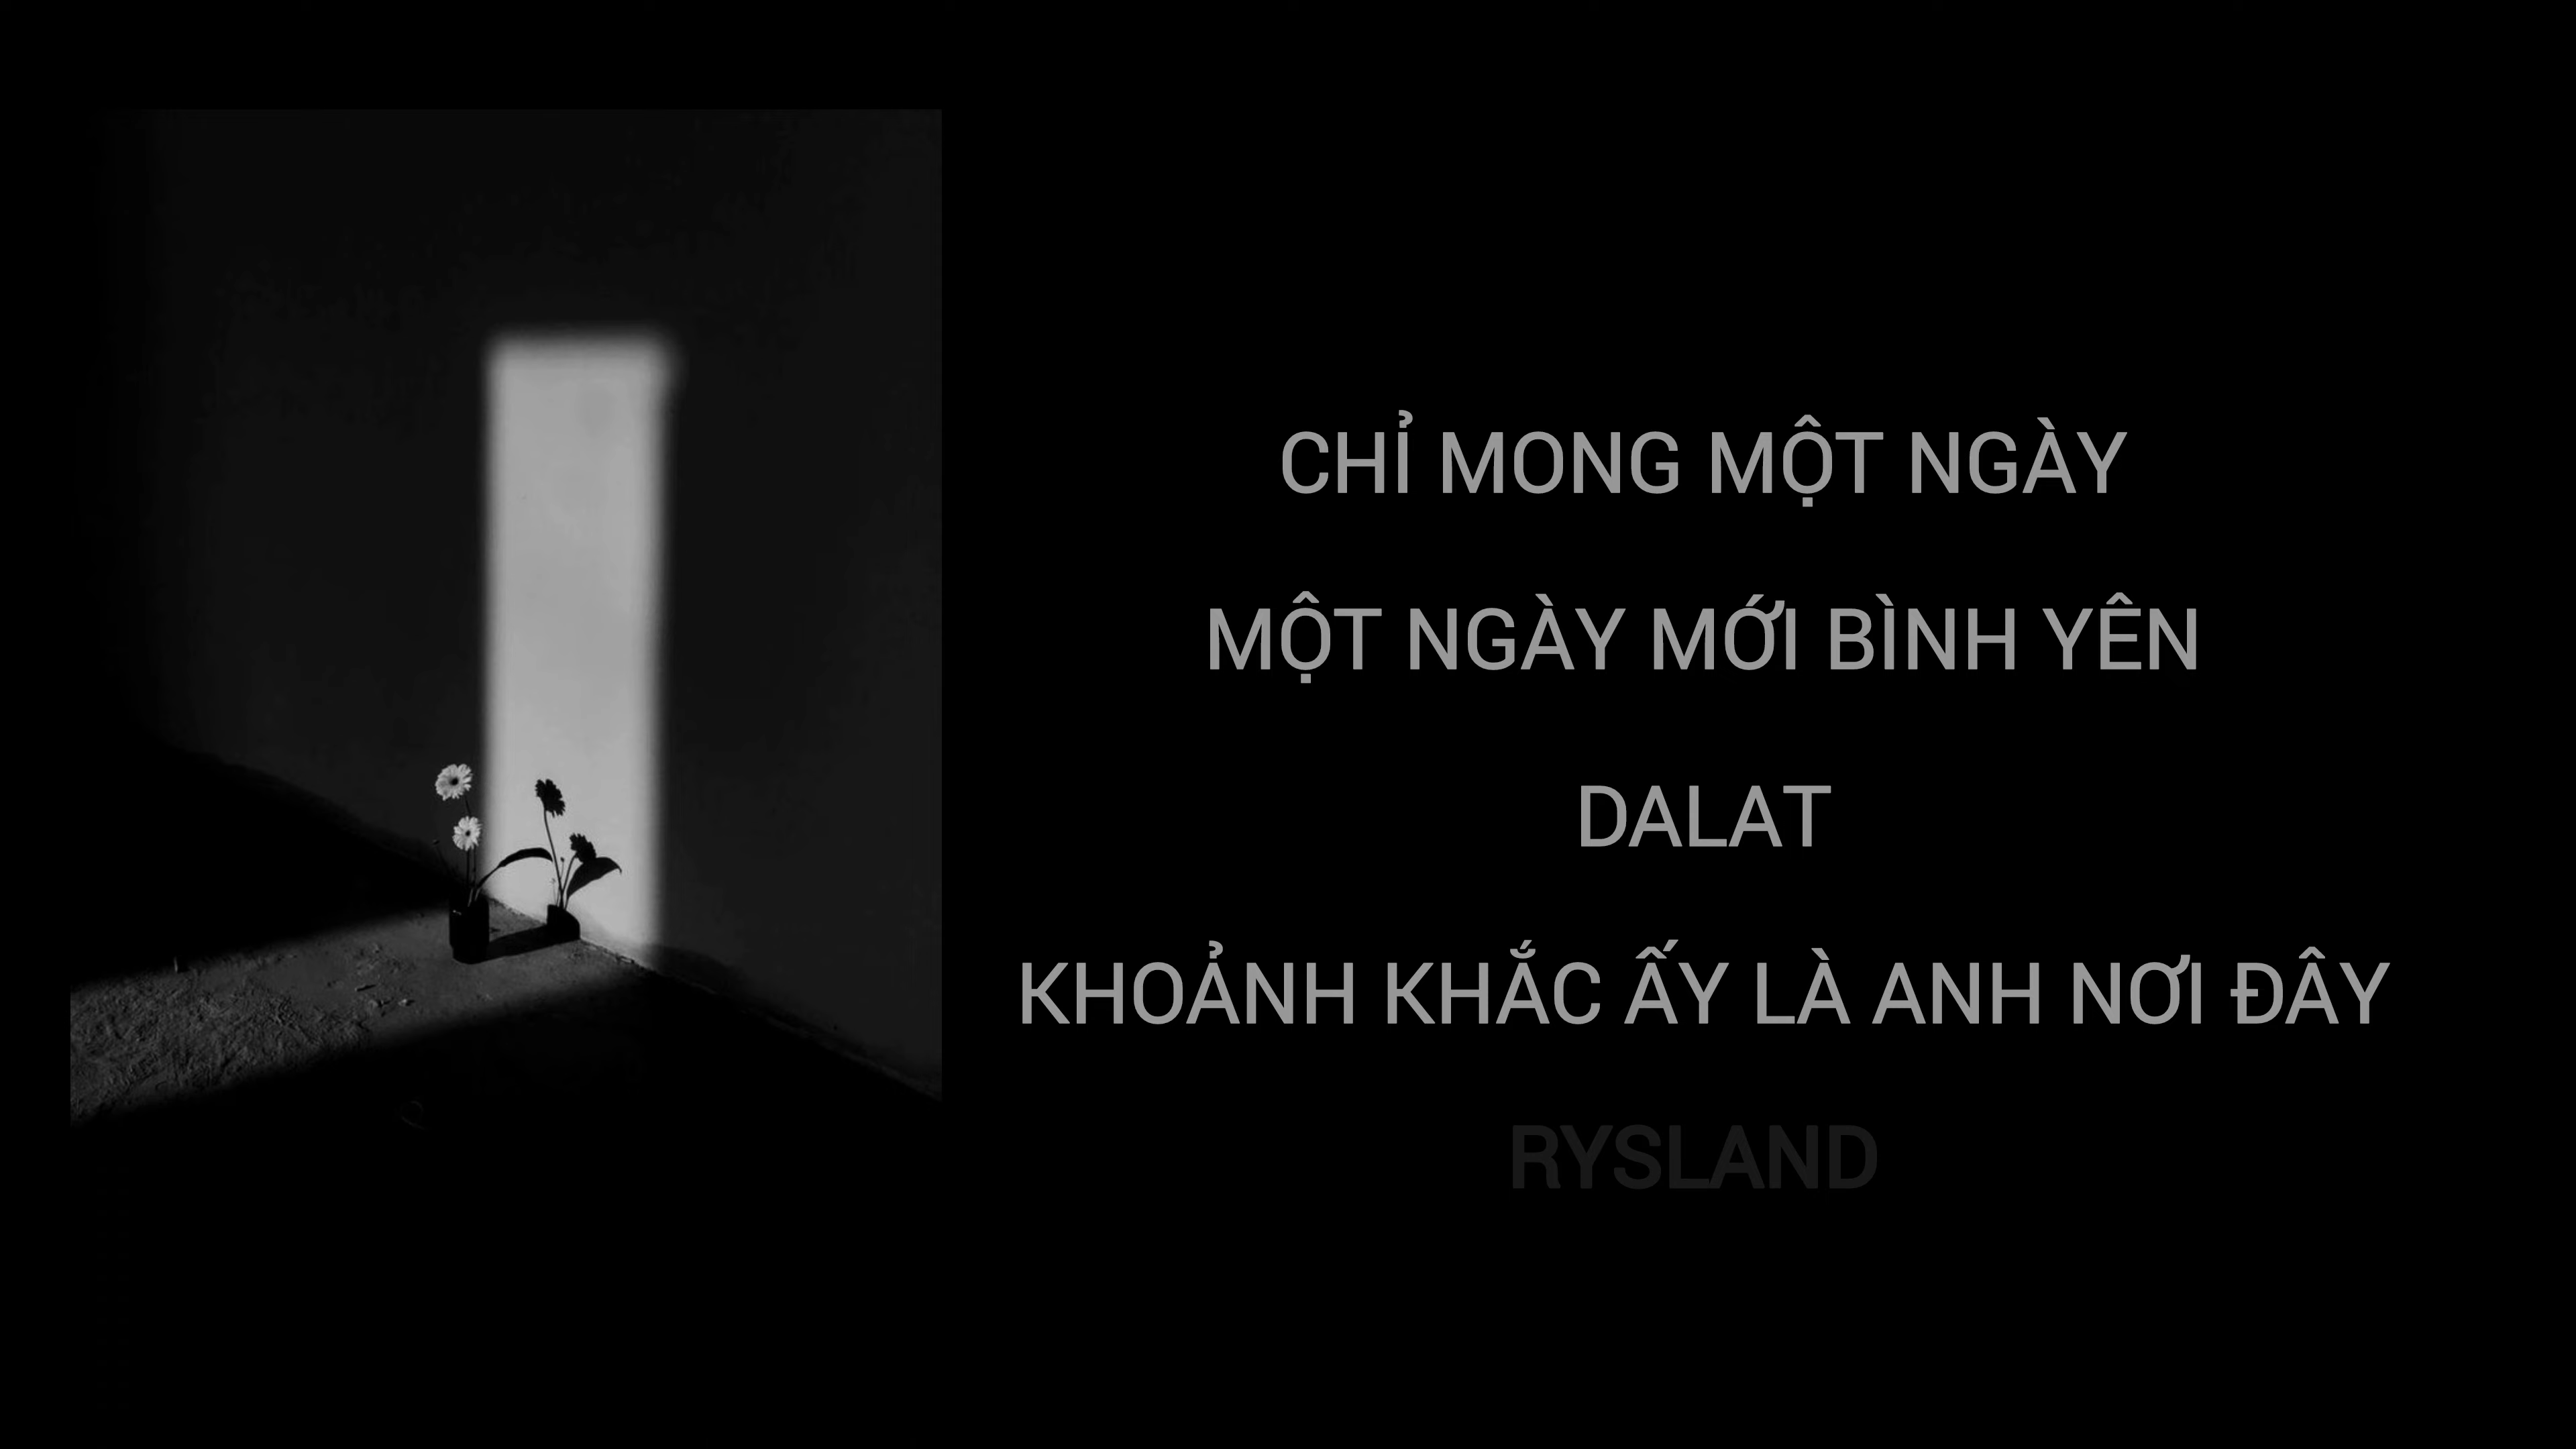 CHỈ MONG MỘT NGÀY
MỘT NGÀY MỚI BÌNH YÊN
DALAT
KHOẢNH KHẮC ẤY LÀ ANH NƠI ĐÂY
RYSLAND